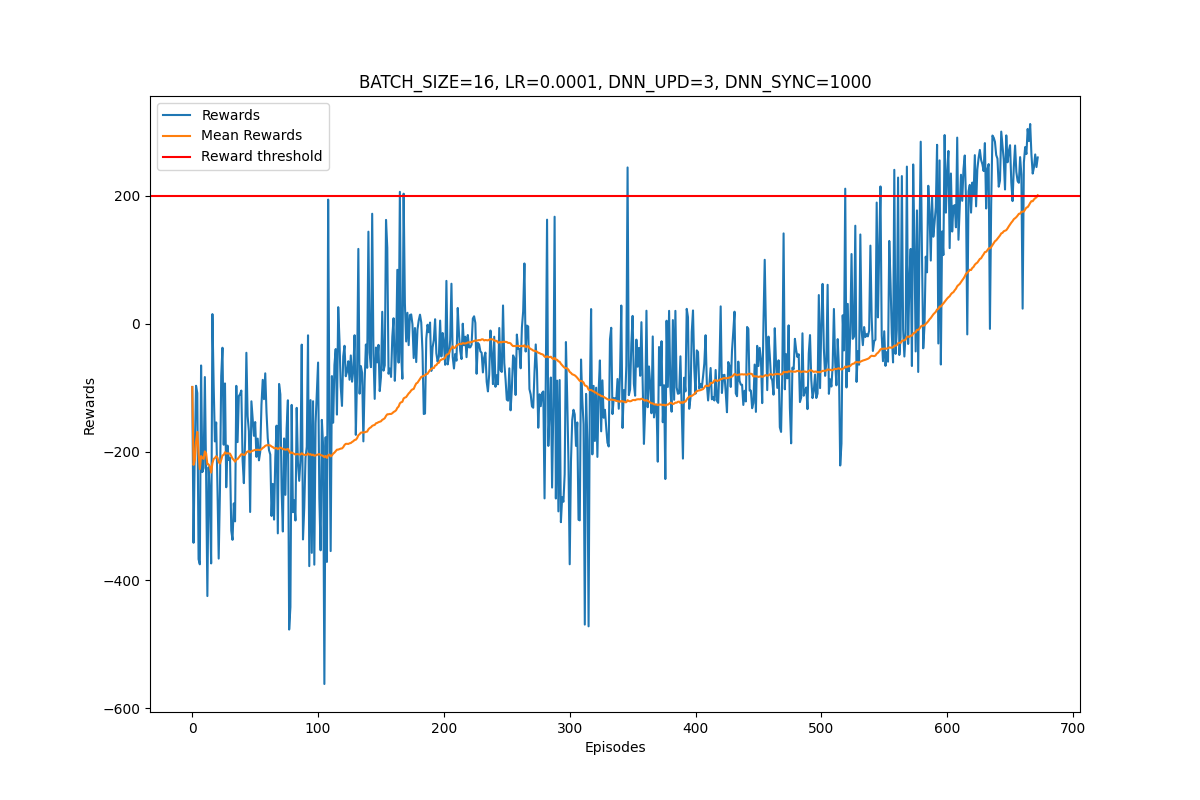 BATCH_SIZE=16, LR=0.0001, DNN_UPD=3, DNN_SYNC=1000
Rewards
Mean Rewards
Reward threshold
200
0
−200
−400
−600
Rewards
0 100 200 300 400 500 600 700
Episodes